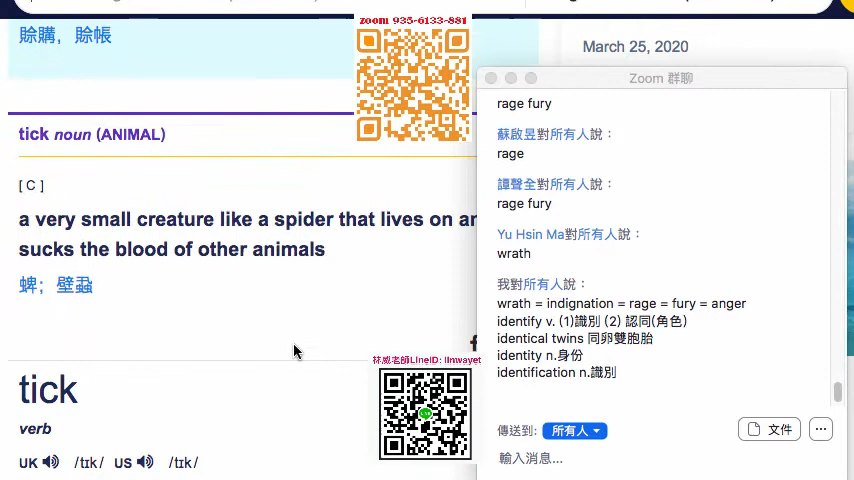 賒購，賒帳
zoom 935-6133-881
March 25, 2020
tick noun (ANIMAL)
[ C ]
a very small creature like a spider that lives on an
sucks the blood of other animals
蜱；壁蝨
林威老師LineID: linwayet
tick
verb
UK /tɪk/ US /tɪk/
Zoom 群聊
rage fury
蘇啟昱對所有人說：
rage
譚聲全對所有人說：
rage fury
Yu Hsin Ma對所有人說：
wrath
我對所有人說：
wrath = indignation = rage = fury = anger
identify v. (1)識別 (2) 認同(角色)
identical twins 同卵雙胞胎
identity n.身份
identification n.識別
傳送到: 所有人
文件
輸入消息...